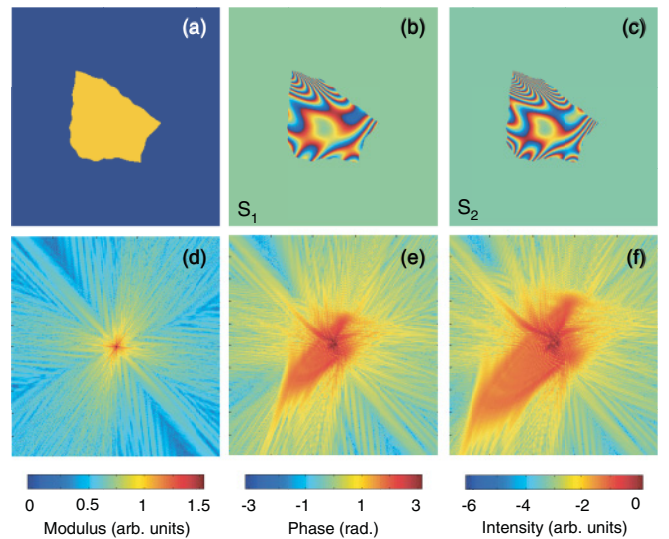 (a) (b) (c)
S1 S2
(d) (e) (f)
0 0.5 1 1.5 -3 -1 1 3 -6 -4 -2 0
Modulus (arb. units) Phase (rad.) Intensity (arb. units)